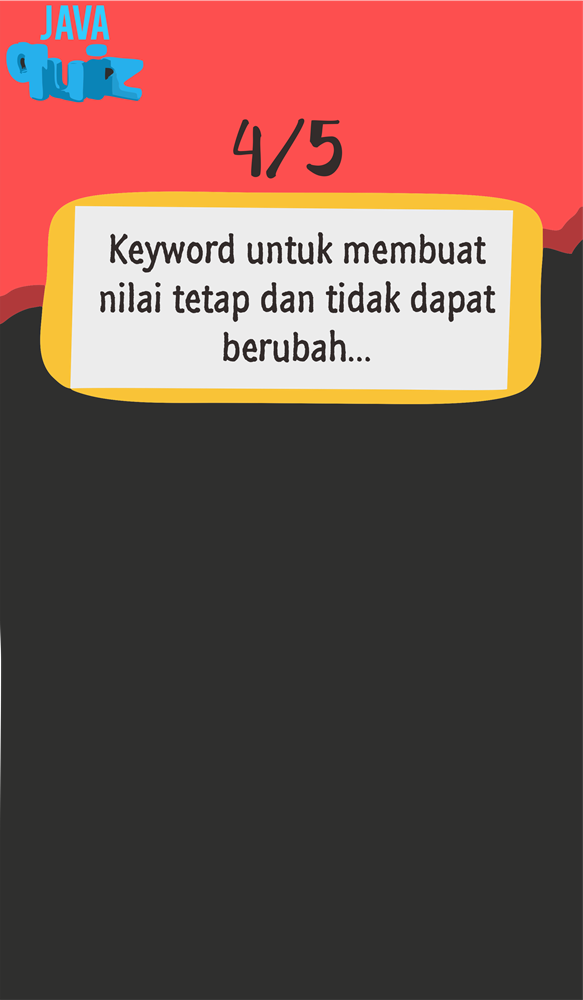 JAVA
quiz
4/5
Keyword untuk membuat
nilai tetap dan tidak dapat
berubah...